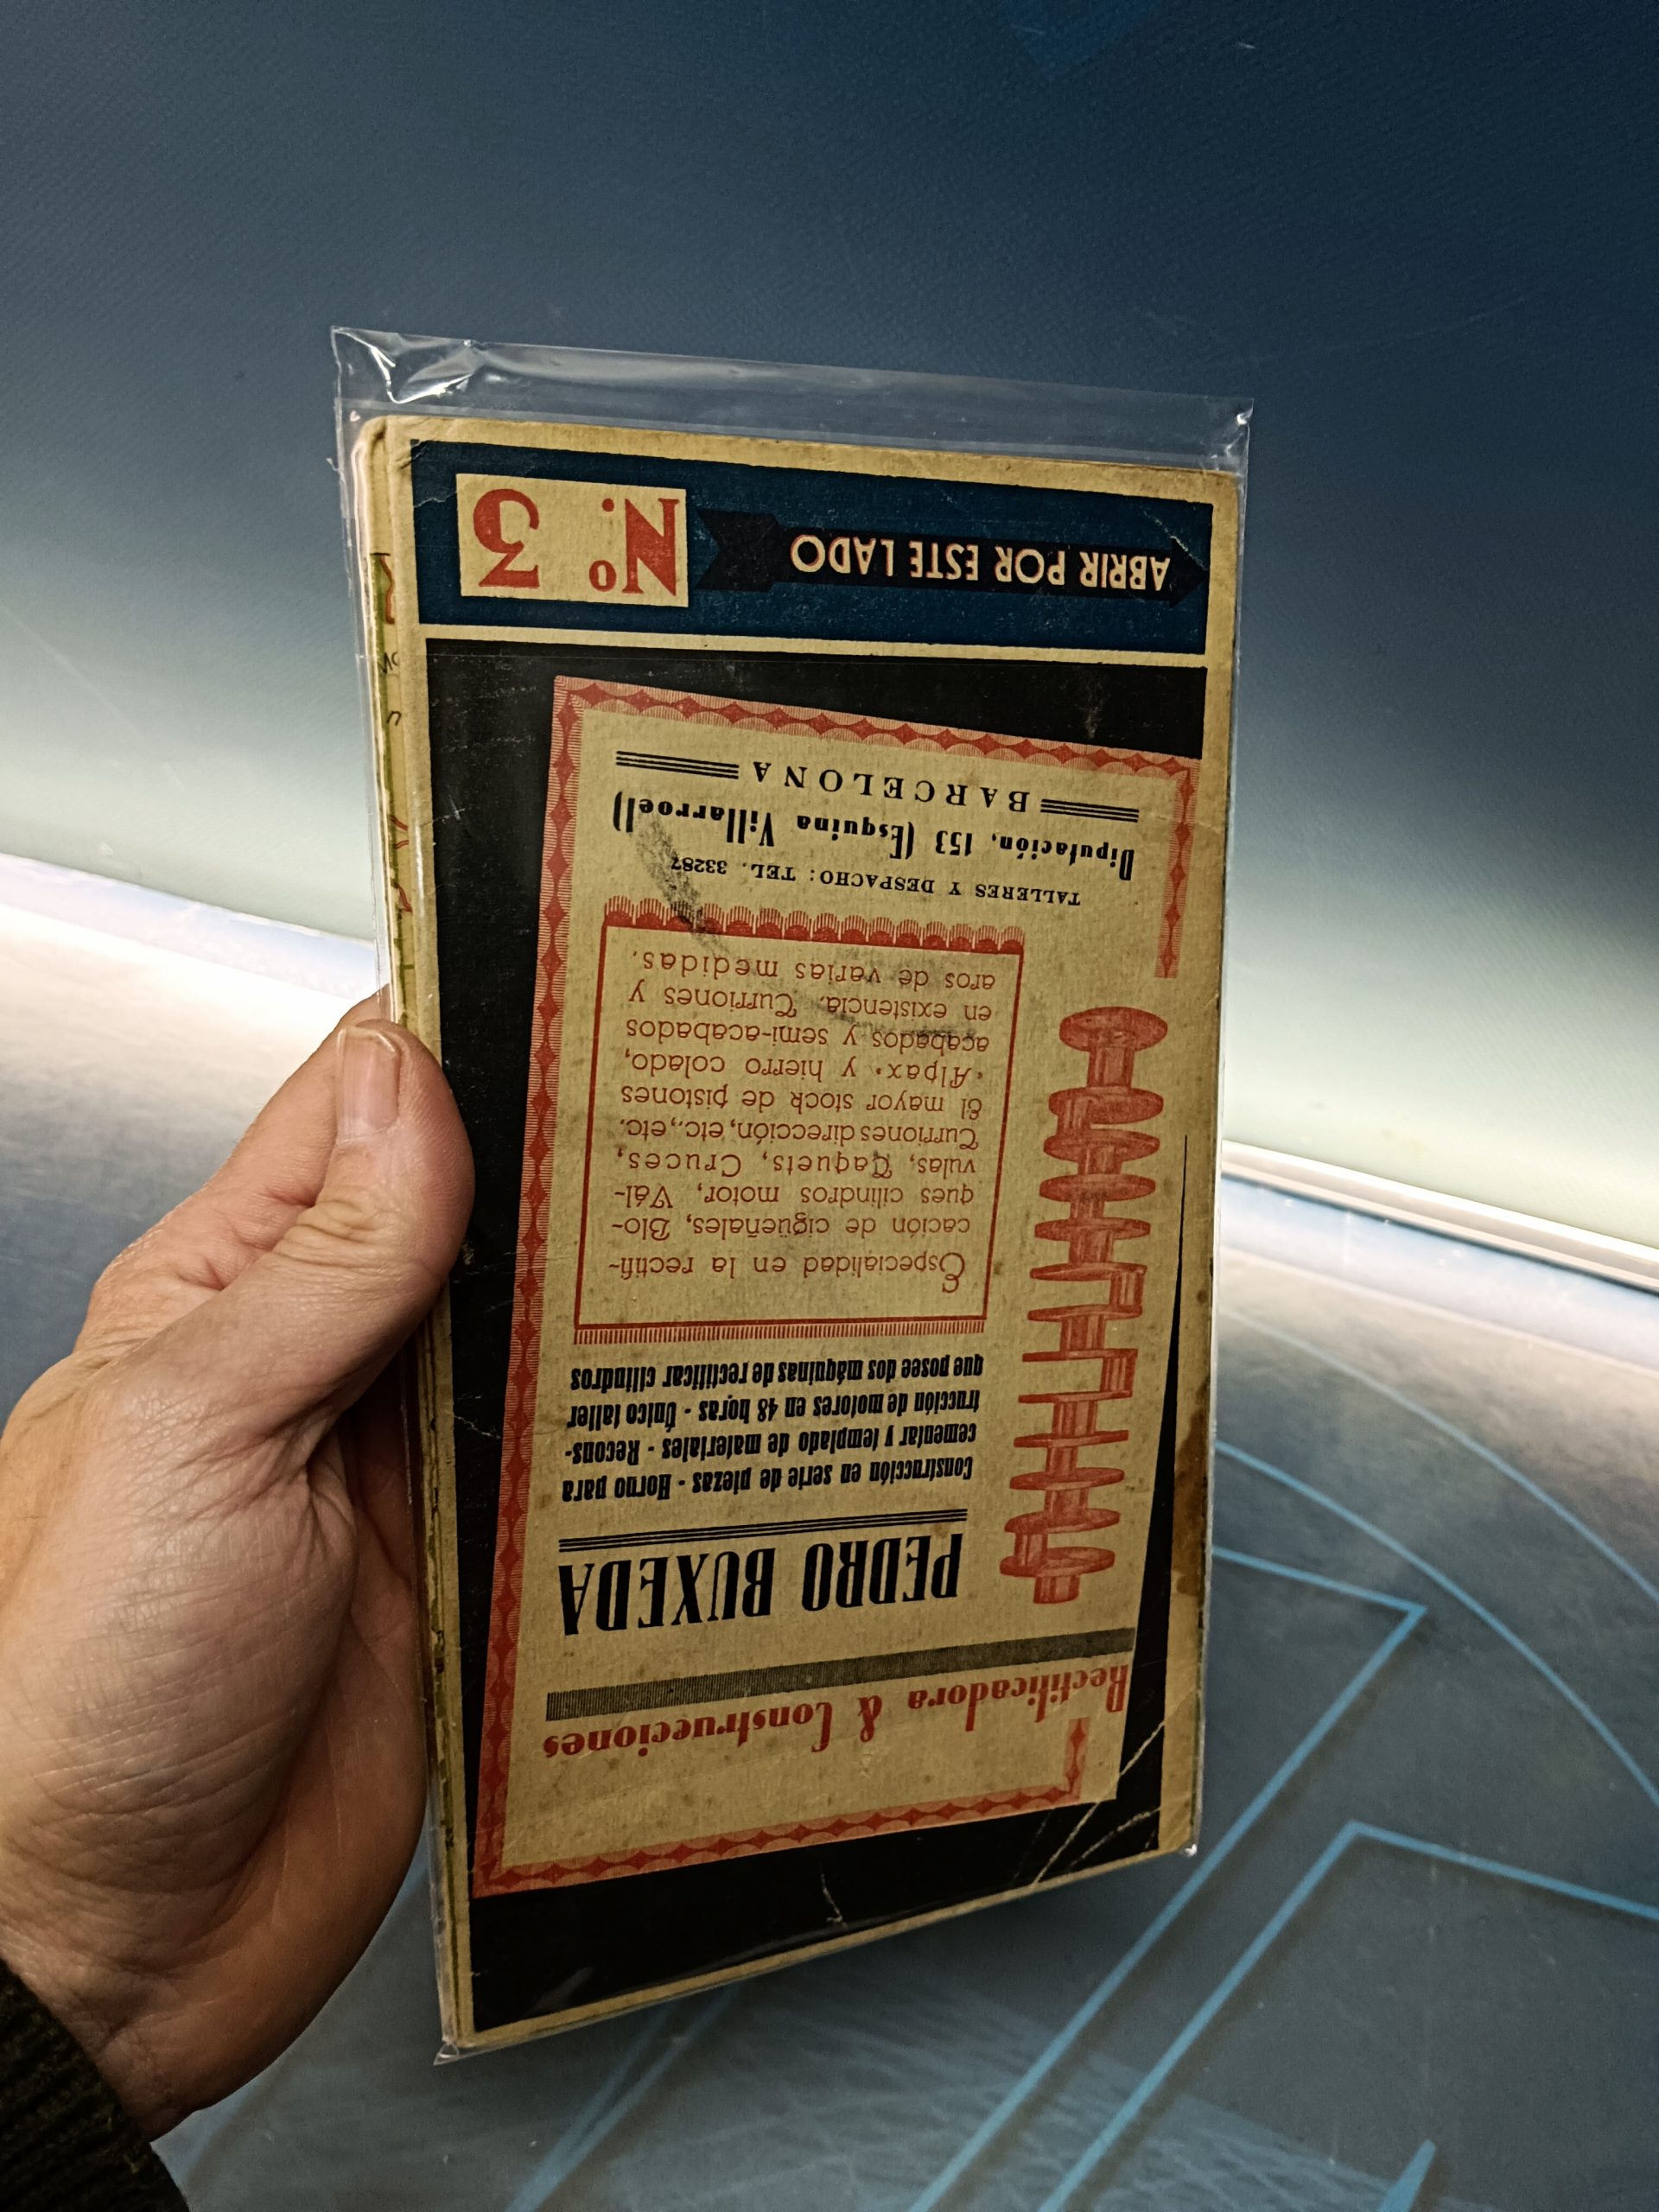 Rectificadora & Construcciones
PEDRO BUXEDA
Construcción en serie de piezas - Horno para
cementar y templado de materiales - Recons-
trucción de motores en 48 horas - Único taller
que posee dos máquinas de rectificar cilindros
Especialidad en la rectifi-
cación de cigüeñales, Blo-
ques cilindros motor, Vál-
vulas, Taquets, Cruces,
Turriones dirección, etc., etc.
El mayor stock de pistones
«Alpax» y hierro colado,
acabados y semi-acabados
en existencia. Turriones y
aros de varias medidas.
TALLERES Y DESPACHO: TEL. 33287
Diputación, 153 (Esquina Villarroel)
BARCELONA
ABRIR POR ESTE LADO
N.º 3